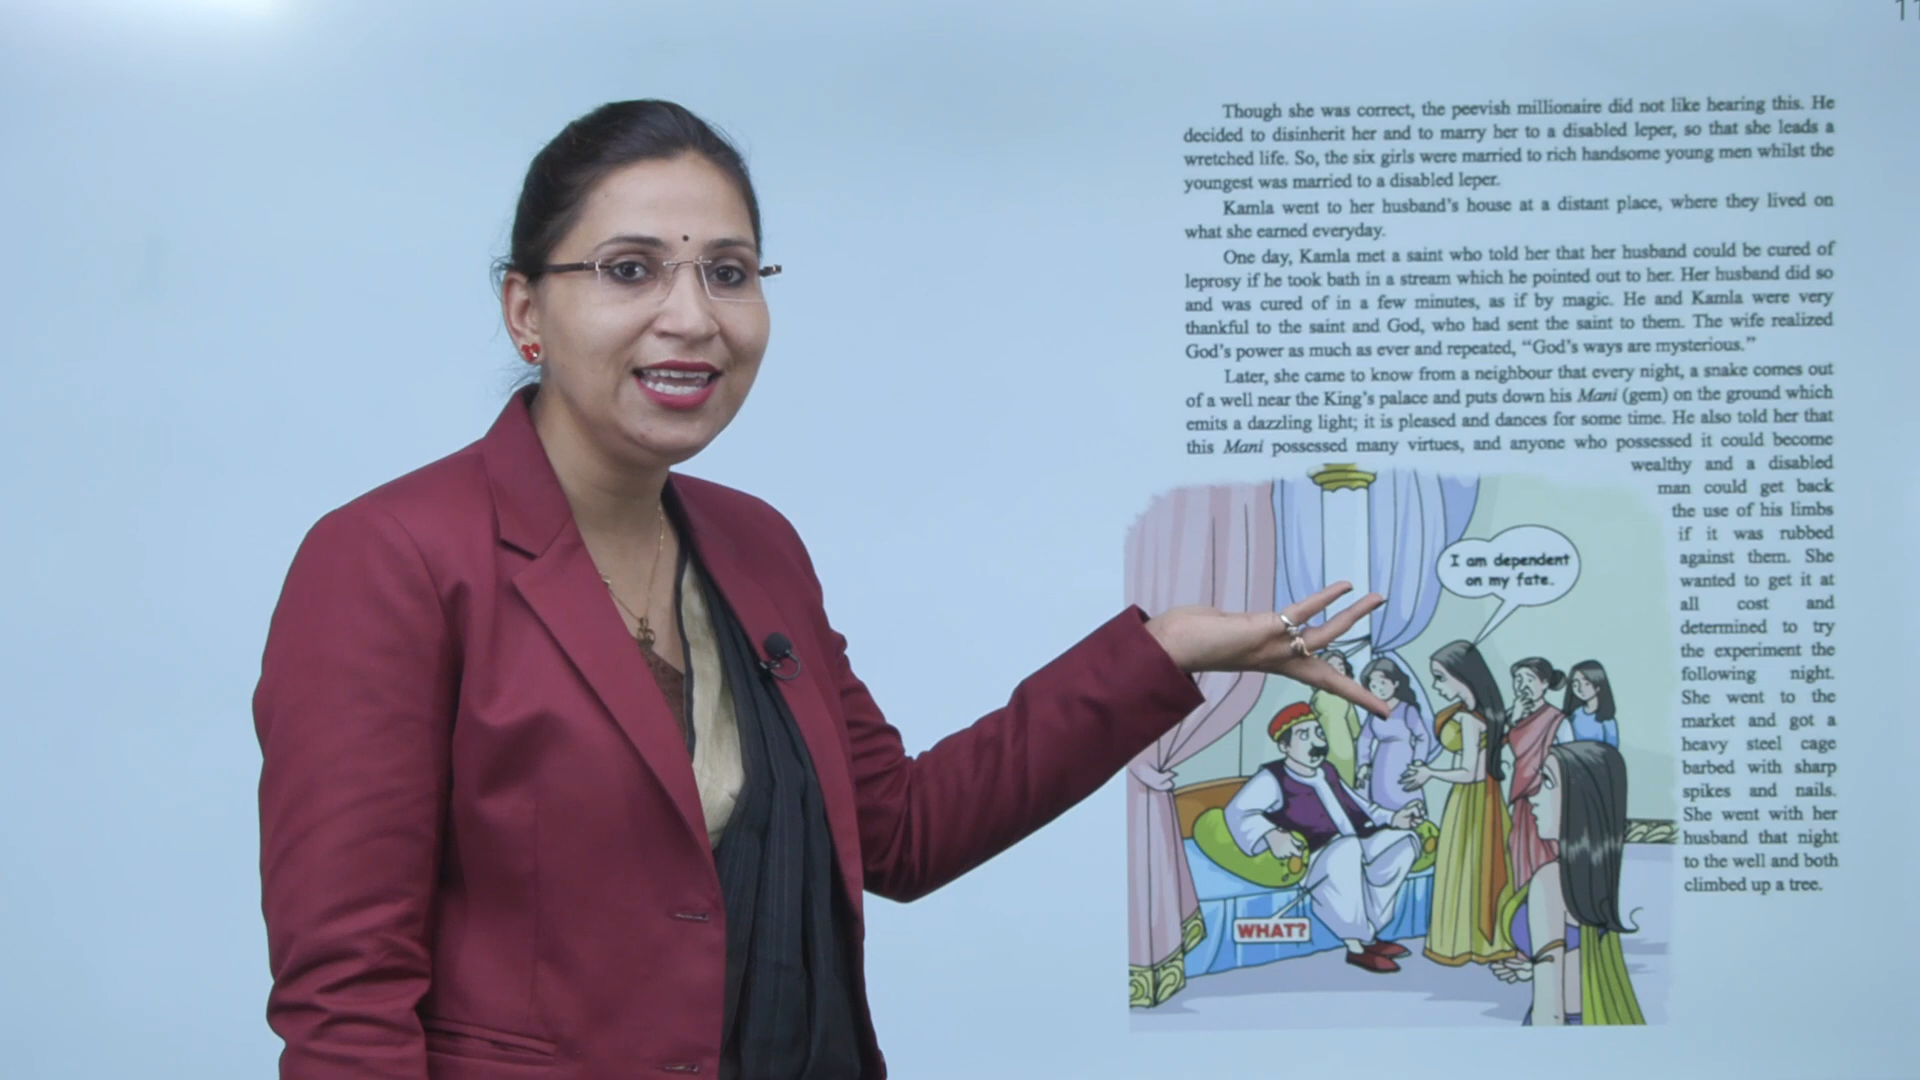 11
Though she was correct, the peevish millionaire did not like hearing this. He
decided to disinherit her and to marry her to a disabled leper, so that she leads a
wretched life. So, the six girls were married to rich handsome young men whilst the
youngest was married to a disabled leper.
Kamla went to her husband's house at a distant place, where they lived on
what she earned everyday.
One day, Kamla met a saint who told her that her husband could be cured of
leprosy if he took bath in a stream which he pointed out to her. Her husband did so
and was cured of in a few minutes, as if by magic. He and Kamla were very
thankful to the saint and God, who had sent the saint to them. The wife realized
God's power as much as ever and repeated, “God's ways are mysterious.”
Later, she came to know from a neighbour that every night, a snake comes out
of a well near the King's palace and puts down his Mani (gem) on the ground which
emits a dazzling light; it is pleased and dances for some time. He also told her that
this Mani possessed many virtues, and anyone who possessed it could become
wealthy and a disabled
man could get back
the use of his limbs
if it was rubbed
against them. She
wanted to get it at
all cost and
determined to try
the experiment the
following night.
She went to the
market and got a
heavy steel cage
barbed with sharp
spikes and nails.
She went with her
husband that night
to the well and both
climbed up a tree.
I am dependent
on my fate.
WHAT?